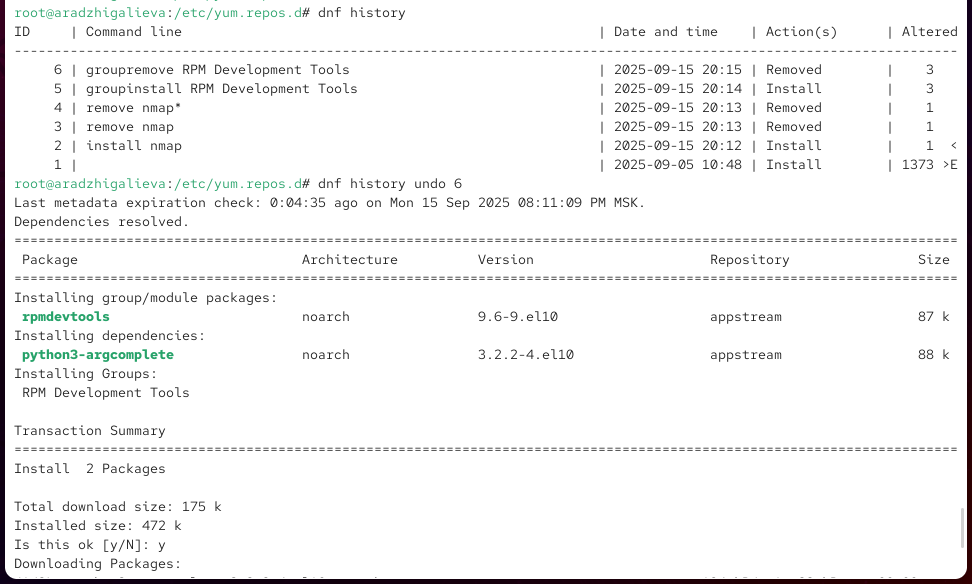 root@aradzhigalieva:/etc/yum.repos.d# dnf history
ID     | Command line                                                             | Date and time    | Action(s)      | Altered
-----------------------------------------------------------------------------------------------------------------------
     6 | groupremove RPM Development Tools                               | 2025-09-15 20:15 | Removed        |    3
     5 | groupinstall RPM Development Tools                              | 2025-09-15 20:14 | Install        |    3
     4 | remove nmap*                                                    | 2025-09-15 20:13 | Removed        |    1
     3 | remove nmap                                                     | 2025-09-15 20:13 | Removed        |    1
     2 | install nmap                                                    | 2025-09-15 20:12 | Install        |    1  <
     1 |                                                                 | 2025-09-05 10:48 | Install        | 1373 >E
root@aradzhigalieva:/etc/yum.repos.d# dnf history undo 6
Last metadata expiration check: 0:04:35 ago on Mon 15 Sep 2025 08:11:09 PM MSK.
Dependencies resolved.
=======================================================================================================================
 Package                            Architecture          Version                      Repository                Size
=======================================================================================================================
Installing group/module packages:
 rpmdevtools                        noarch                9.6-9.el10                   appstream                 87 k
Installing dependencies:
 python3-argcomplete                noarch                3.2.2-4.el10                 appstream                 88 k
Installing Groups:
 RPM Development Tools
Transaction Summary
=======================================================================================================================
Install  2 Packages
Total download size: 175 k
Installed size: 472 k
Is this ok [y/N]: y
Downloading Packages: